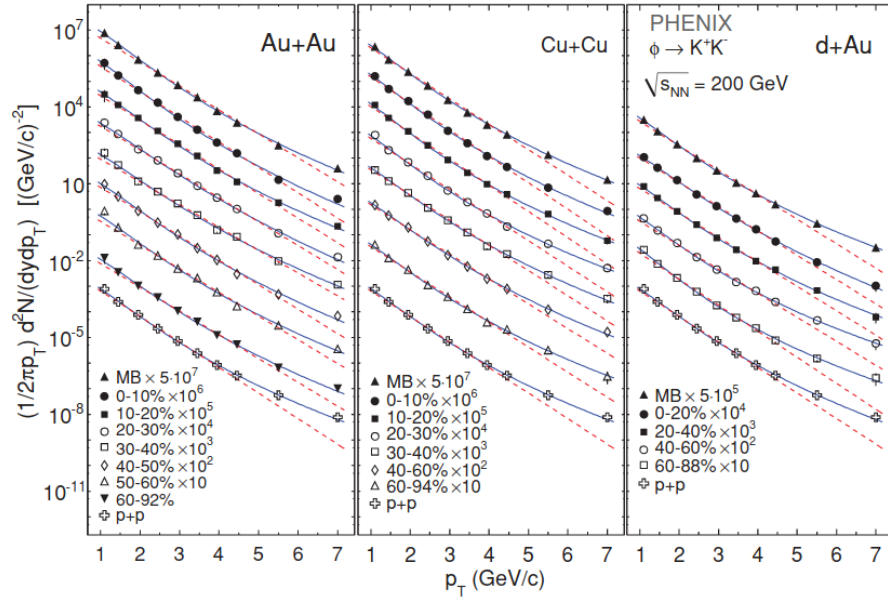 (1/2πp_T) d²N/(dydp_T) [(GeV/c)⁻²]
10⁷
10⁴
10
10⁻²
10⁻⁵
10⁻⁸
10⁻¹¹
Au+Au
▲ MB × 5·10⁷
● 0-10% ×10⁶
■ 10-20% ×10⁵
○ 20-30% ×10⁴
□ 30-40% ×10³
◇ 40-50% ×10²
△ 50-60% ×10
▼ 60-92%
✚ p+p
1 2 3 4 5 6 7
Cu+Cu
▲ MB × 5·10⁷
● 0-10% ×10⁶
■ 10-20% ×10⁵
○ 20-30% ×10⁴
□ 30-40% ×10³
◇ 40-60% ×10²
△ 60-94% ×10
✚ p+p
1 2 3 4 5 6 7
p_T (GeV/c)
PHENIX
ϕ → K⁺K⁻
d+Au
√s_NN = 200 GeV
▲ MB × 5·10⁵
● 0-20% ×10⁴
■ 20-40% ×10³
○ 40-60% ×10²
□ 60-88% ×10
✚ p+p
1 2 3 4 5 6 7